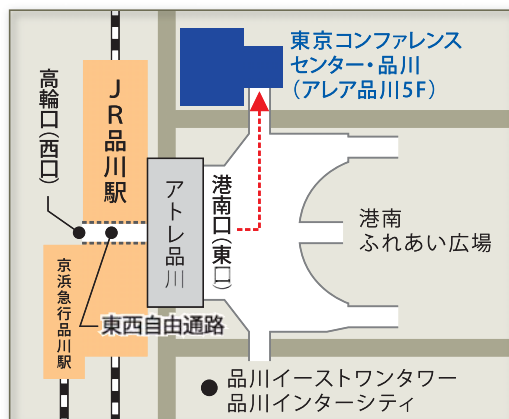 東京コンファレンス
センター・品川
(アレア品川5F)
高輪口(西口)
JR品川駅
アトレ品川
港南口(東口)
港南
ふれあい広場
京浜急行品川駅
東西自由通路
品川イーストワンタワー
品川インターシティ